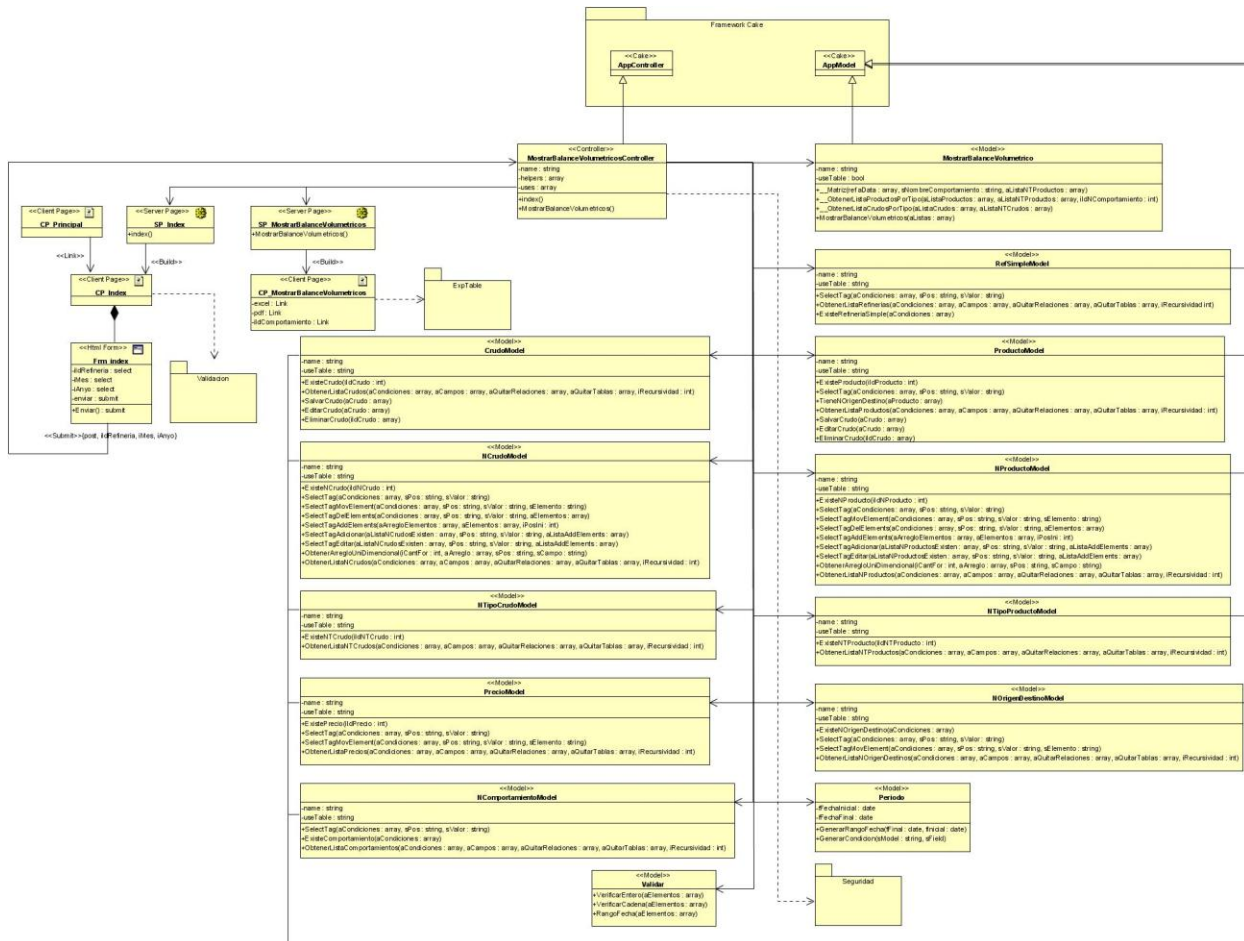 Framework Cake
<<Cake>>
AppController
<<Cake>>
AppModel
<<Controller>>
MostrarBalanceVolumetricosController
-name : string
-helpers : array
-uses : array
+index()
+MostrarBalanceVolumetricos()
<<Model>>
MostrarBalanceVolumetrico
-name : string
-useTable : bool
+__Matriz(refaData : array, sNombreComportamiento : string, aListaNTProductos : array)
+__ObtenerListaProductosPorTipo(aListaProductos : array, aListaNTProductos : array, iIdNComportamiento : int)
+__ObtenerListaCrudosPorTipo(aListaCrudos : array, aListaNTCrudos : array)
+MostrarBalanceVolumetricos(aListas : array)
<<Client Page>>
CP_Principal
<<Server Page>>
SP_Index
+index()
<<Server Page>>
SP_MostrarBalanceVolumetricos
+MostrarBalanceVolumetricos()
<<Link>>
<<Build>>
<<Build>>
<<Client Page>>
CP_Index
<<Client Page>>
CP_MostrarBalanceVolumetricos
-excel : Link
-pdf : Link
-iIdComportamiento : Link
ExpTable
<<Html Form>>
Frm_index
-iIdRefineria : select
-iMes : select
-iAnyo : select
-enviar : submit
+Enviar() : submit
Validacion
<<Submit>>{post, iIdRefineria, iMes, iAnyo}
<<Model>>
RefSimpleModel
-name : string
-useTable : string
+SelectTag(aCondiciones : array, sPos : string, sValor : string)
+ObtenerListaRefinerias(aCondiciones : array, aCampos : array, aQuitarRelaciones : array, aQuitarTablas : array, iRecursividad int)
+ExisteRefineriaSimple(aCondiciones : array)
<<Model>>
CrudoModel
-name : string
-useTable : string
+ExisteCrudo(iIdCrudo : int)
+ObtenerListaCrudos(aCondiciones : array, aCampos : array, aQuitarRelaciones : array, aQuitarTablas : array, iRecursividad : int)
+SalvarCrudo(aCrudo : array)
+EditarCrudo(aCrudo : array)
+EliminarCrudo(iIdCrudo : array)
<<Model>>
ProductoModel
-name : string
-useTable : string
+ExisteProducto(iIdProducto : int)
+SelectTag(aCondiciones : array, sPos : string, sValor : string)
+TieneNOrigenDestino(aProducto : array)
+ObtenerListaProductos(aCondiciones : array, aCampos : array, aQuitarRelaciones : array, aQuitarTablas : array, iRecursividad : int)
+SalvarCrudo(aCrudo : array)
+EditarCrudo(aCrudo : array)
+EliminarCrudo(iIdCrudo : array)
<<Model>>
NCrudoModel
-name : string
-useTable : string
+ExisteNCrudo(iIdNCrudo : int)
+SelectTag(aCondiciones : array, sPos : string, sValor : string)
+SelectTagMovElement(aCondiciones : array, sPos : string, sValor : string, sElemento : string)
+SelectTagDelElements(aCondiciones : array, sPos : string, sValor : string, aElementos : array)
+SelectTagAddElements(aArregloElementos : array, aElementos : array, iPosIni : int)
+SelectTagAdicionar(aListaNCrudosExisten : array, sPos : string, sValor : string, aListaAddElements : array)
+SelectTagEditar(aListaNCrudosExisten : array, sPos : string, sValor : string, aListaAddElements : array)
+ObtenerArregloUniDimencional(iCantFor : int, aArreglo : array, sPos : string, sCampo : string)
+ObtenerListaNCrudos(aCondiciones : array, aCampos : array, aQuitarRelaciones : array, aQuitarTablas : array, iRecursividad : int)
<<Model>>
NProductoModel
-name : string
-useTable : string
+ExisteNProducto(iIdNProducto : int)
+SelectTag(aCondiciones : array, sPos : string, sValor : string)
+SelectTagMovElement(aCondiciones : array, sPos : string, sValor : string, sElemento : string)
+SelectTagDelElements(aCondiciones : array, sPos : string, sValor : string, aElementos : array)
+SelectTagAddElements(aArregloElementos : array, aElementos : array, iPosIni : int)
+SelectTagAdicionar(aListaNProductosExisten : array, sPos : string, sValor : string, aListaAddElements : array)
+SelectTagEditar(aListaNProductosExisten : array, sPos : string, sValor : string, aListaAddElements : array)
+ObtenerArregloUniDimencional(iCantFor : int, aArreglo : array, sPos : string, sCampo : string)
+ObtenerListaNProductos(aCondiciones : array, aCampos : array, aQuitarRelaciones : array, aQuitarTablas : array, iRecursividad : int)
<<Model>>
NTipoCrudoModel
-name : string
-useTable : string
+ExisteNTCrudo(iIdNTCrudo : int)
+ObtenerListaNTCrudos(aCondiciones : array, aCampos : array, aQuitarRelaciones : array, aQuitarTablas : array, iRecursividad : int)
<<Model>>
NTipoProductoModel
-name : string
-useTable : string
+ExisteNTProducto(iIdNTProducto : int)
+ObtenerListaNTProductos(aCondiciones : array, aCampos : array, aQuitarRelaciones : array, aQuitarTablas : array, iRecursividad : int)
<<Model>>
PrecioModel
-name : string
-useTable : string
+ExistePrecio(iIdPrecio : int)
+SelectTag(aCondiciones : array, sPos : string, sValor : string)
+SelectTagMovElement(aCondiciones : array, sPos : string, sValor : string, sElemento : string)
+ObtenerListaPrecios(aCondiciones : array, aCampos : array, aQuitarRelaciones : array, aQuitarTablas : array, iRecursividad : int)
<<Model>>
NOrigenDestinoModel
-name : string
-useTable : string
+ExisteNOrigenDestino(aCondiciones : array)
+SelectTag(aCondiciones : array, sPos : string, sValor : string)
+SelectTagMovElement(aCondiciones : array, sPos : string, sValor : string, sElemento : string)
+ObtenerListaNOrigenDestinos(aCondiciones : array, aCampos : array, aQuitarRelaciones : array, aQuitarTablas : array, iRecursividad : int)
<<Model>>
NComportamientoModel
-name : string
-useTable : string
+SelectTag(aCondiciones : array, sPos : string, sValor : string)
+ExisteComportamiento(aCondiciones : array)
+ObtenerListaComportamientos(aCondiciones : array, aCampos : array, aQuitarRelaciones : array, aQuitarTablas : array, iRecursividad : int)
<<Model>>
Periodo
-fFechaInicial : date
-fFechaFinal : date
+GenerarRangoFecha(fFinal : date, fInicial : date)
+GenerarCondicion(sModel : string, sField)
<<Model>>
Validar
+VerificarEntero(aElementos : array)
+VerificarCadena(aElementos : array)
+RangoFecha(aElementos : array)
Seguridad